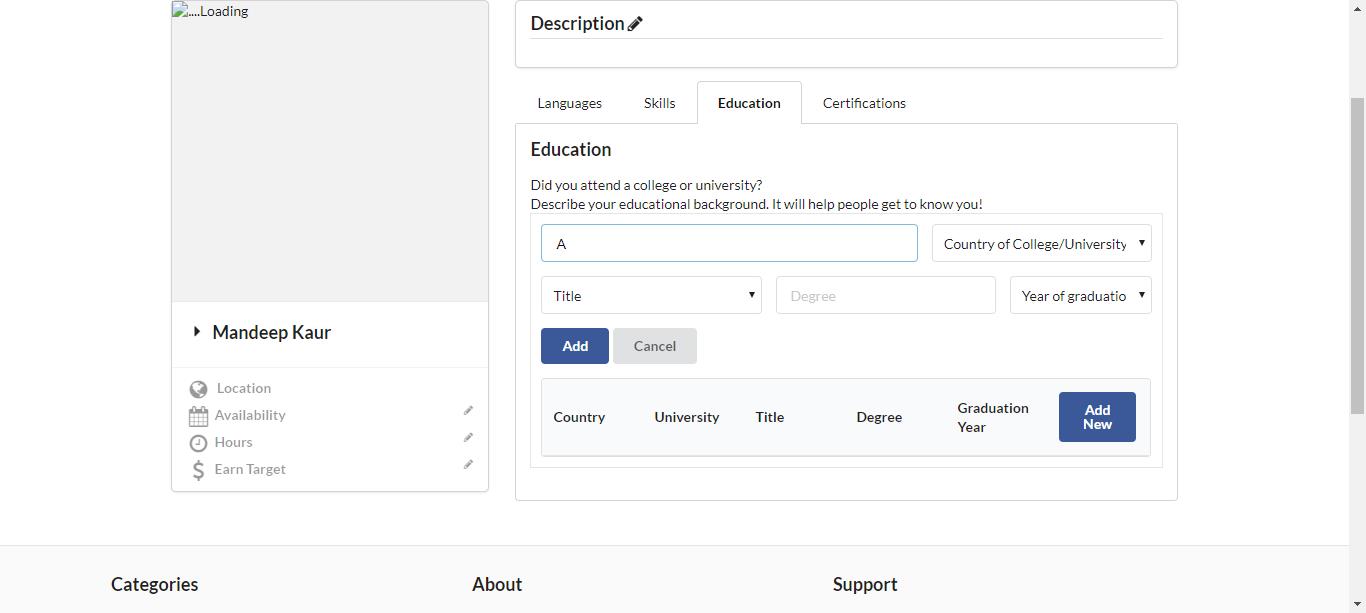 ....Loading
Mandeep Kaur
Location
Availability
Hours
Earn Target
Description
Languages Skills Education Certifications
Education
Did you attend a college or university?
Describe your educational background. It will help people get to know you!
A Country of College/University
Title Degree Year of graduatio
Add Cancel
Country University Title Degree Graduation Year Add New
Categories About Support